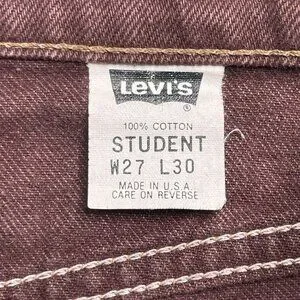 Levi's
100% COTTON
STUDENT
W27 L30
MADE IN U.S.A.
CARE ON REVERSE